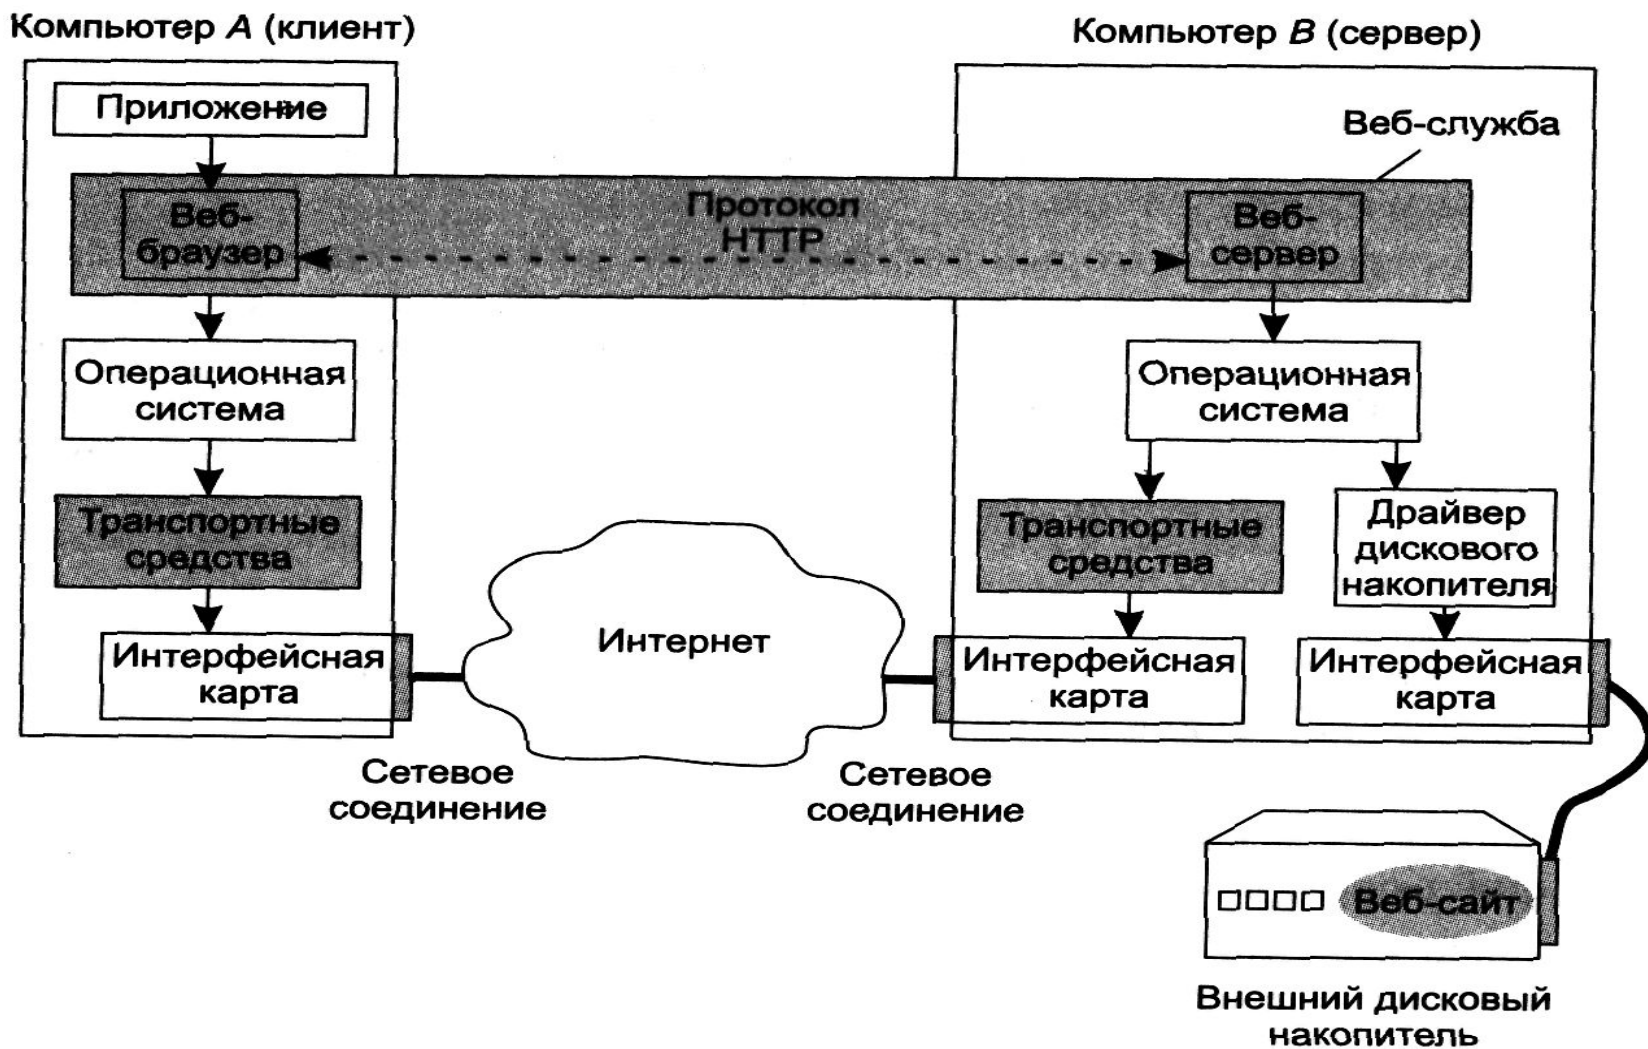 Компьютер A (клиент)
Компьютер B (сервер)
Приложение
Веб-служба
Веб-
браузер
Протокол
HTTP
Веб-
сервер
Операционная
система
Операционная
система
Транспортные
средства
Транспортные
средства
Драйвер
дискового
накопителя
Интерфейсная
карта
Интернет
Интерфейсная
карта
Интерфейсная
карта
Сетевое
соединение
Сетевое
соединение
Веб-сайт
Внешний дисковый
накопитель